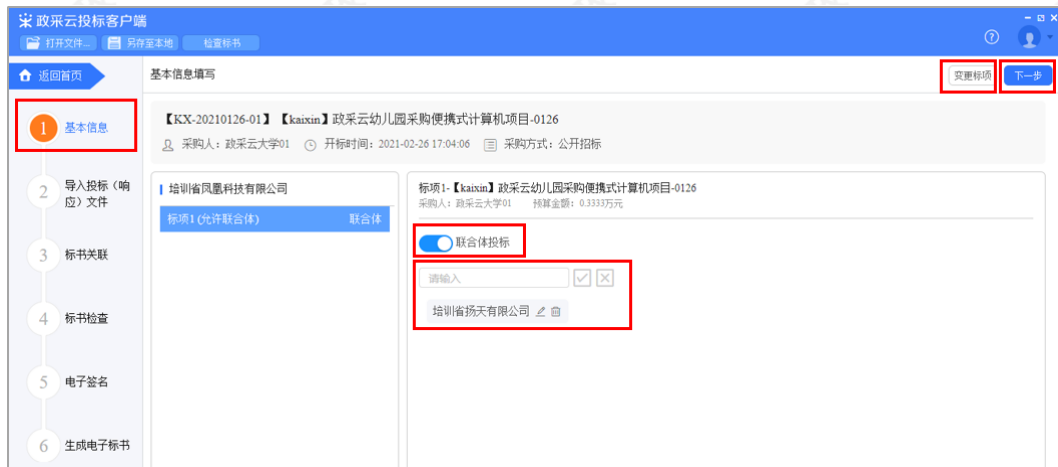 政采云投标客户端
打开文件... 另存至本地 检查标书
返回首页
基本信息填写
变更标项 下一步
1 基本信息
2 导入投标（响
应）文件
3 标书关联
4 标书检查
5 电子签名
6 生成电子标书
【KX-20210126-01】【kaixin】政采云幼儿园采购便携式计算机项目-0126
采购人：政采云大学01 开标时间：2021-02-26 17:04:06 采购方式：公开招标
培训省凤凰科技有限公司
标项1(允许联合体) 联合体
标项1-【kaixin】政采云幼儿园采购便携式计算机项目-0126
采购人：政采云大学01 预算金额：0.3333万元
联合体投标
请输入
培训省扬天有限公司